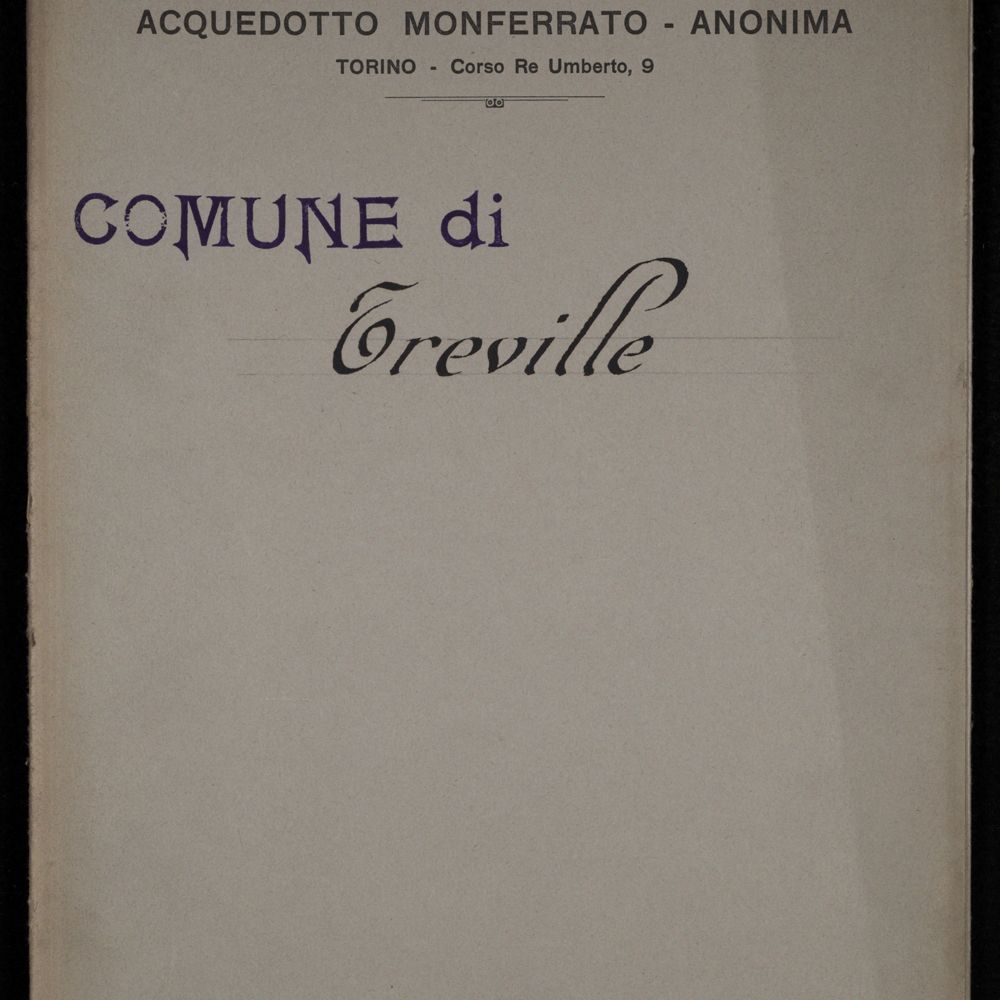 ACQUEDOTTO MONFERRATO - ANONIMA
TORINO - Corso Re Umberto, 9
COMUNE di
Treville